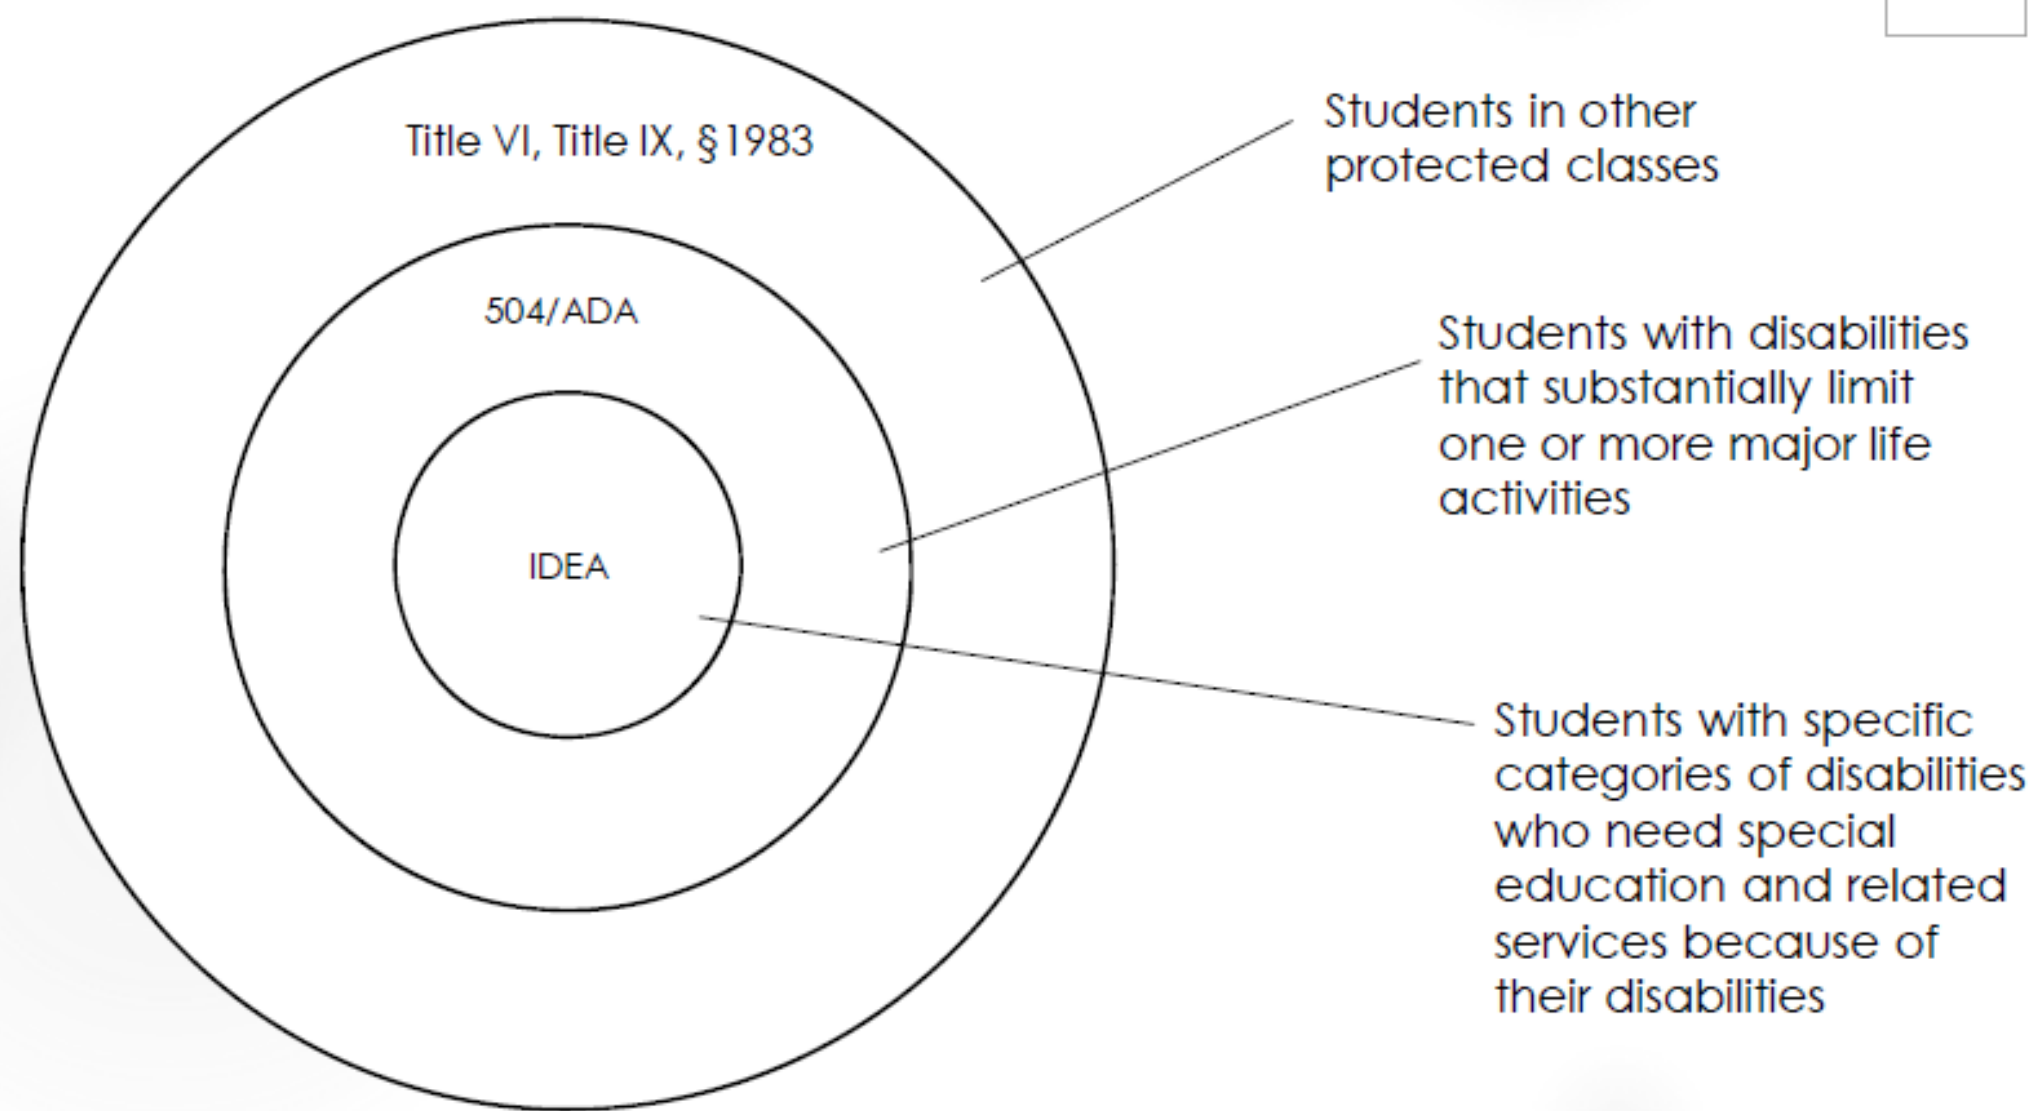 Title VI, Title IX, §1983
504/ADA
IDEA
Students in other
protected classes
Students with disabilities
that substantially limit
one or more major life
activities
Students with specific
categories of disabilities
who need special
education and related
services because of
their disabilities